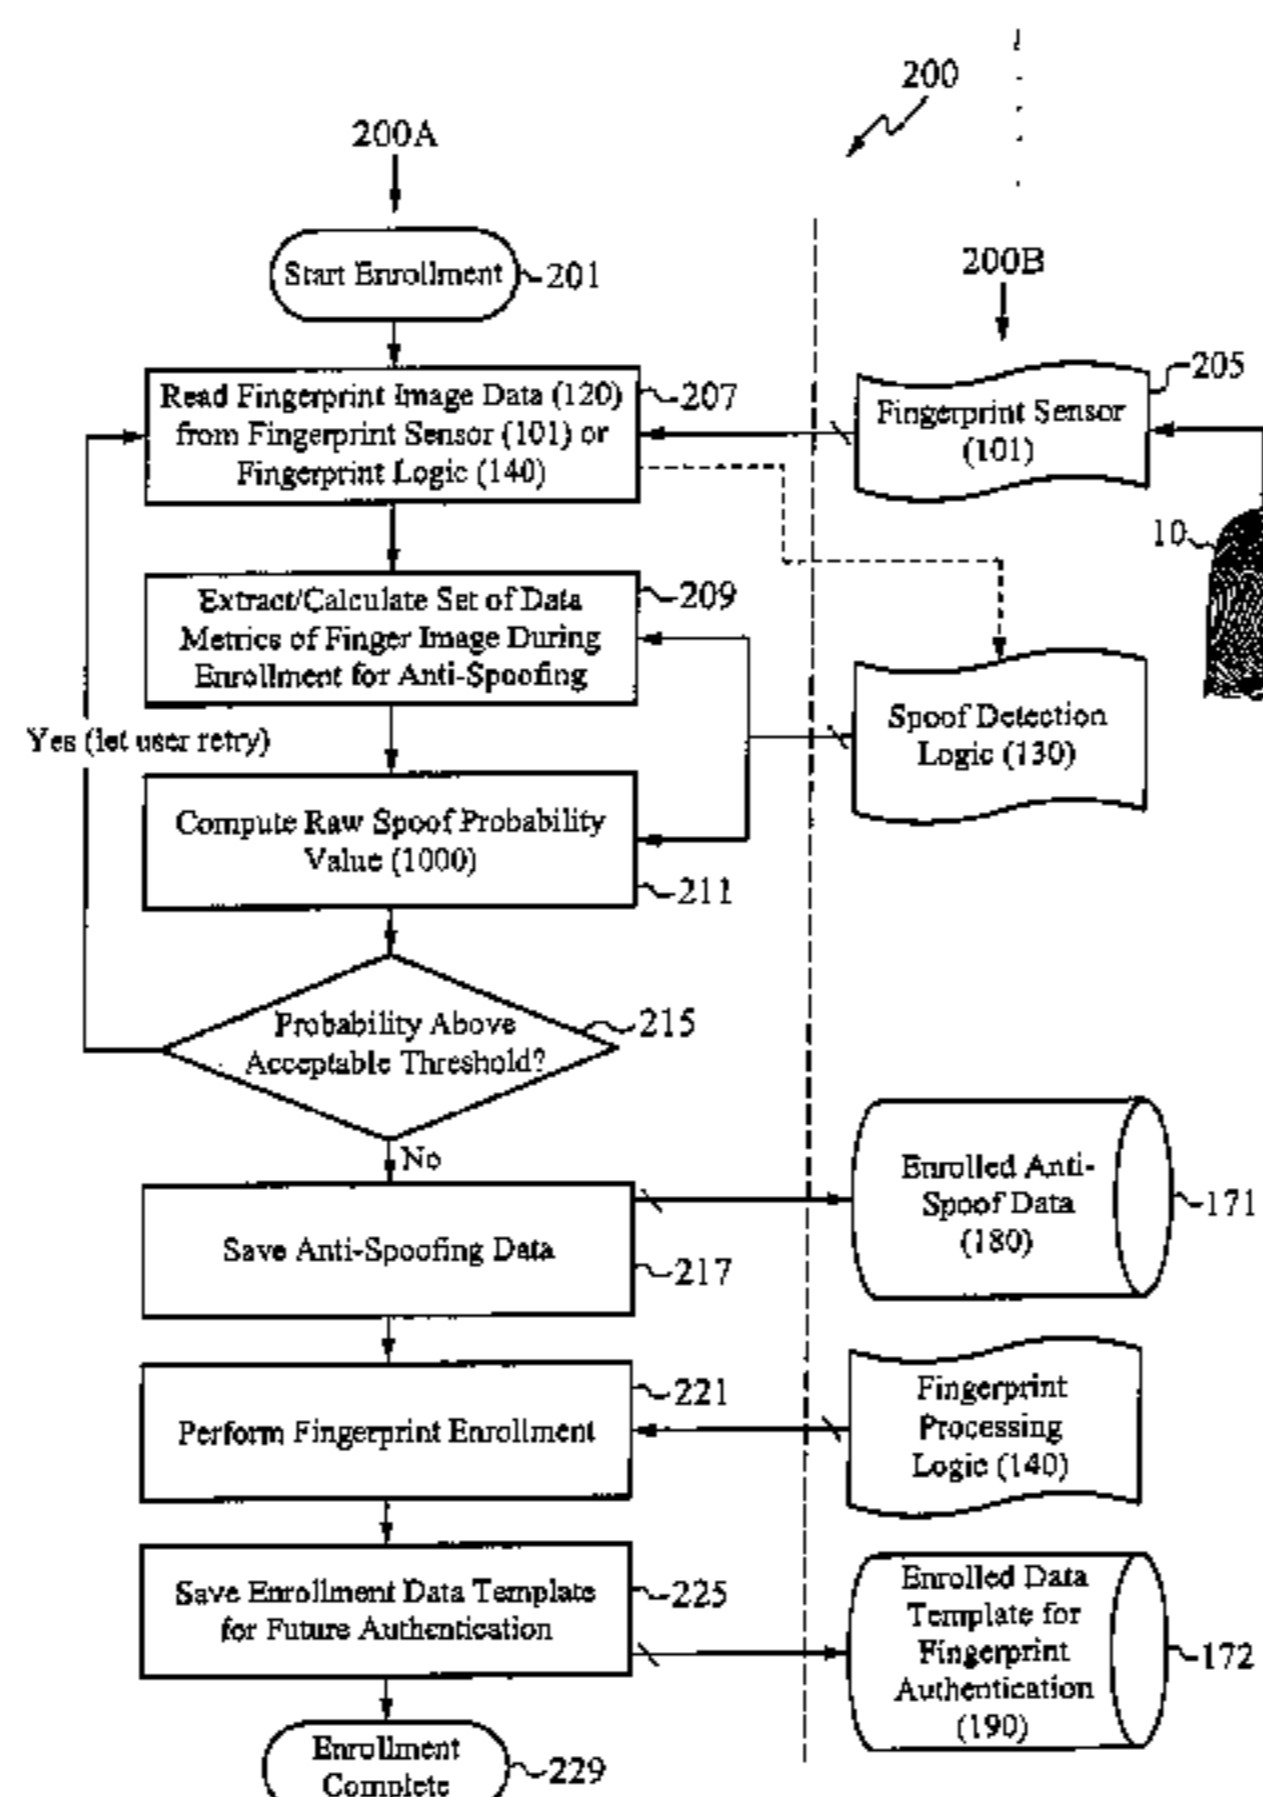 200
200A
200B
Start Enrollment
201
205
Read Fingerprint Image Data (120)
from Fingerprint Sensor (101) or
Fingerprint Logic (140)
207
Fingerprint Sensor
(101)
10
Extract/Calculate Set of Data
Metrics of Finger Image During
Enrollment for Anti-Spoofing
209
Spoof Detection
Logic (130)
Yes (let user retry)
Compute Raw Spoof Probability
Value (1000)
211
Probability Above
Acceptable Threshold?
215
No
Save Anti-Spoofing Data
217
Enrolled Anti-
Spoof Data
(180)
171
Perform Fingerprint Enrollment
221
Fingerprint
Processing
Logic (140)
Save Enrollment Data Template
for Future Authentication
225
Enrolled Data
Template for
Fingerprint
Authentication
(190)
172
Enrollment
Complete
229